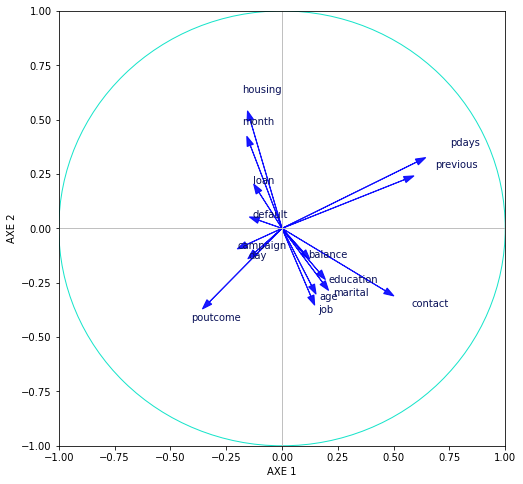 1.00
0.75
0.50
0.25
0.00
−0.25
−0.50
−0.75
−1.00
AXE 2
housing
month
pdays
previous
loan
default
campaign
day
balance
education
marital
age
job
contact
poutcome
−1.00 −0.75 −0.50 −0.25 0.00 0.25 0.50 0.75 1.00
AXE 1